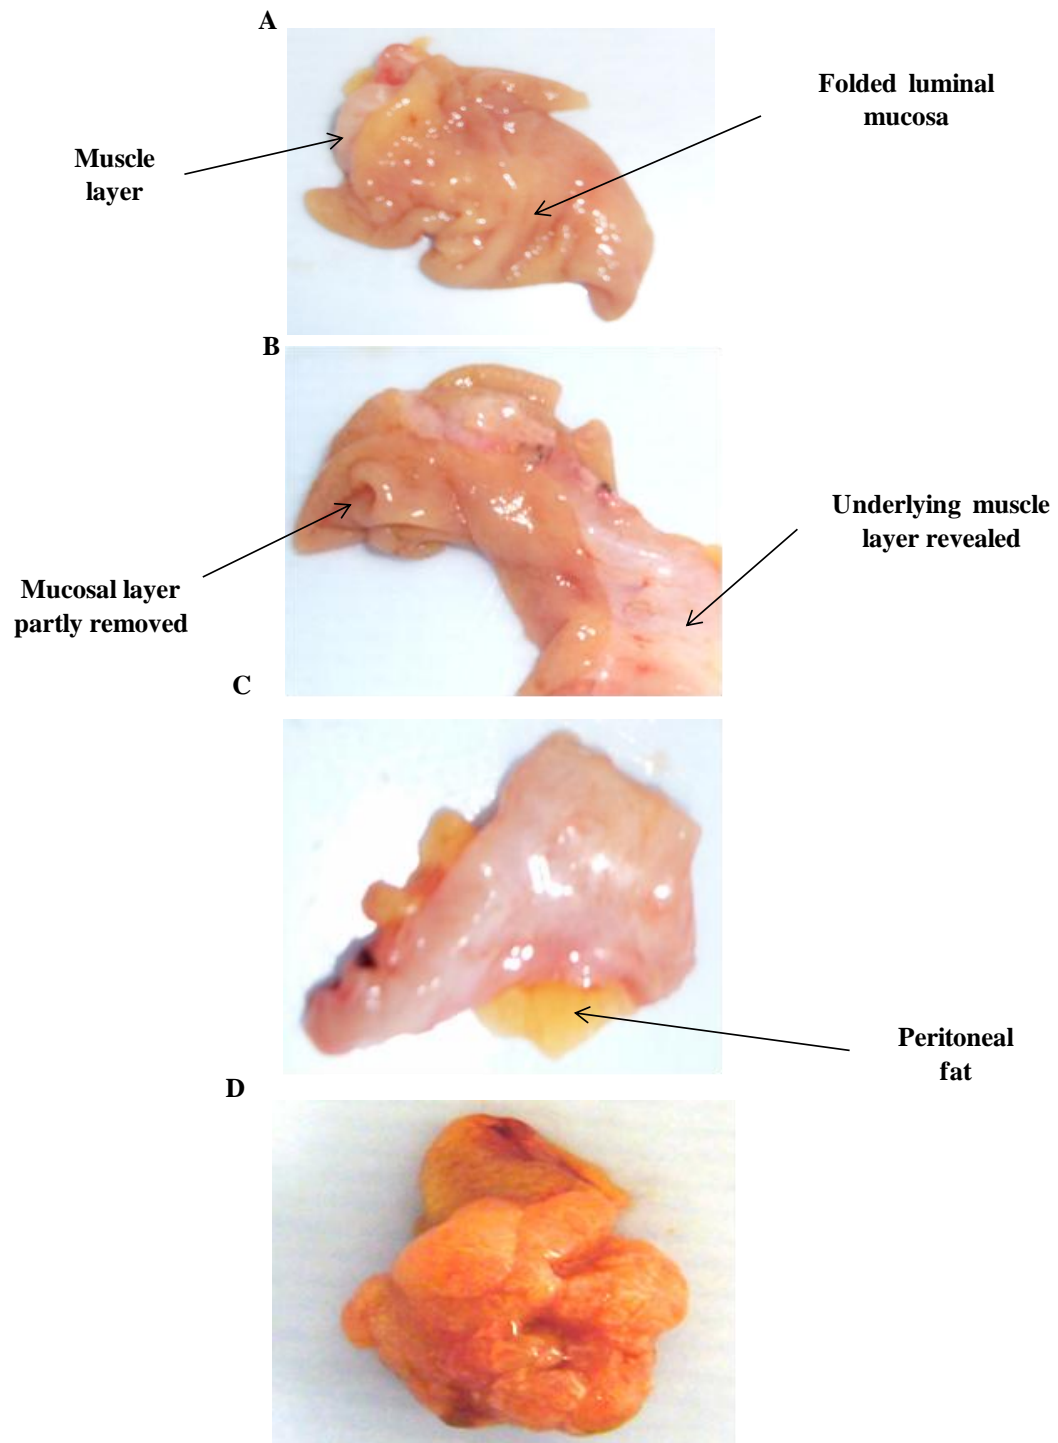 A
Folded luminal
mucosa
Muscle
layer
B
Underlying muscle
layer revealed
Mucosal layer
partly removed
C
Peritoneal
fat
D